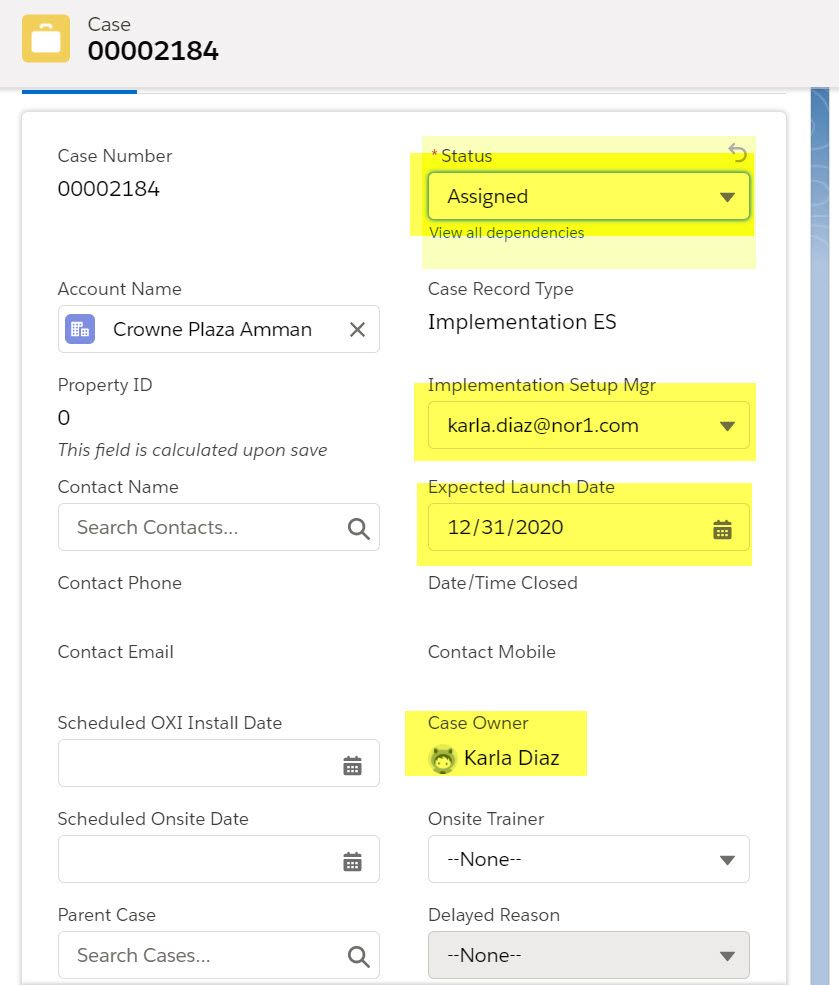 Case
00002184
Case Number
00002184
* Status
Assigned
View all dependencies
Account Name
Crowne Plaza Amman
Case Record Type
Implementation ES
Property ID
0
This field is calculated upon save
Implementation Setup Mgr
karla.diaz@nor1.com
Contact Name
Search Contacts...
Expected Launch Date
12/31/2020
Contact Phone
Date/Time Closed
Contact Email
Contact Mobile
Scheduled OXI Install Date
Case Owner
Karla Diaz
Scheduled Onsite Date
Onsite Trainer
--None--
Parent Case
Search Cases...
Delayed Reason
--None--